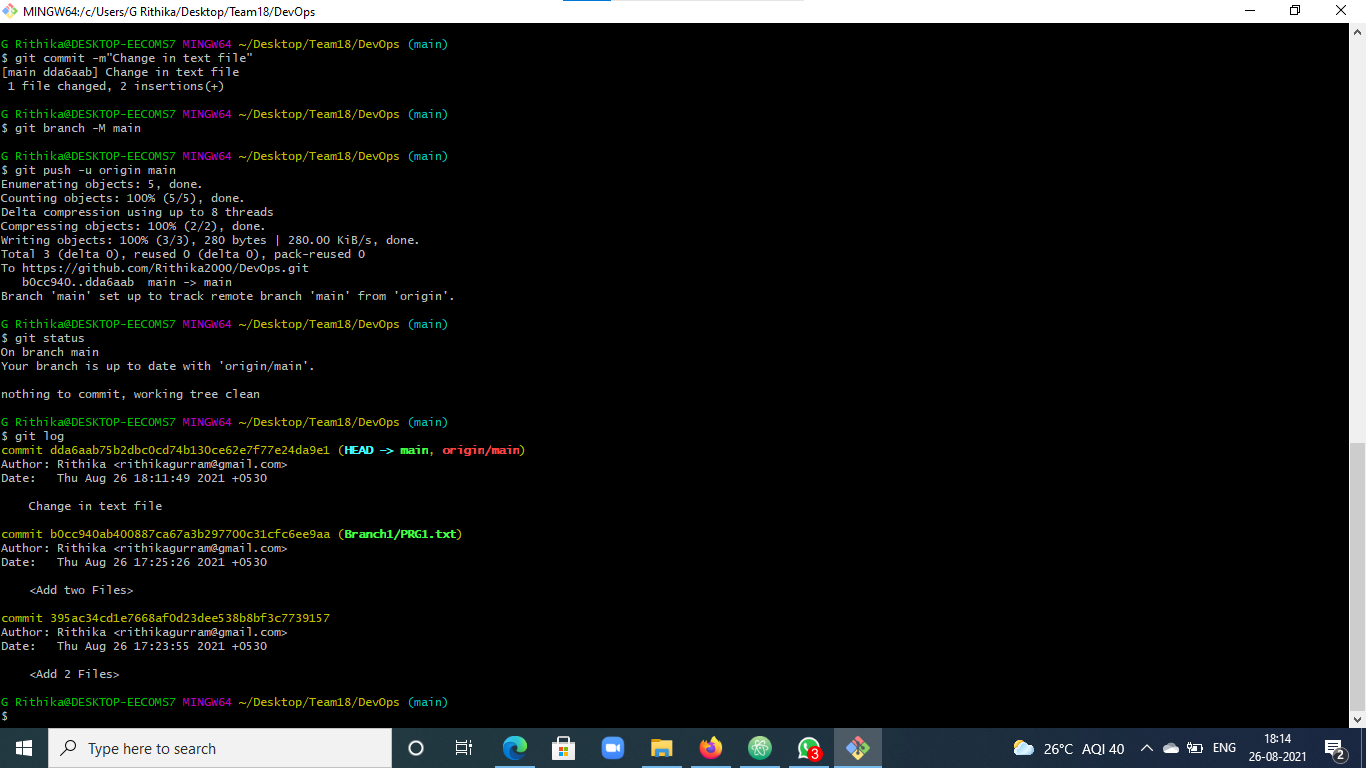 MINGW64:/c/Users/G Rithika/Desktop/Team18/DevOps
G Rithika@DESKTOP-EECOMS7 MINGW64 ~/Desktop/Team18/DevOps (main)
$ git commit -m"Change in text file"
[main dda6aab] Change in text file
 1 file changed, 2 insertions(+)
G Rithika@DESKTOP-EECOMS7 MINGW64 ~/Desktop/Team18/DevOps (main)
$ git branch -M main
G Rithika@DESKTOP-EECOMS7 MINGW64 ~/Desktop/Team18/DevOps (main)
$ git push -u origin main
Enumerating objects: 5, done.
Counting objects: 100% (5/5), done.
Delta compression using up to 8 threads
Compressing objects: 100% (2/2), done.
Writing objects: 100% (3/3), 280 bytes | 280.00 KiB/s, done.
Total 3 (delta 0), reused 0 (delta 0), pack-reused 0
To https://github.com/Rithika2000/DevOps.git
   b0cc940..dda6aab  main -> main
Branch 'main' set up to track remote branch 'main' from 'origin'.
G Rithika@DESKTOP-EECOMS7 MINGW64 ~/Desktop/Team18/DevOps (main)
$ git status
On branch main
Your branch is up to date with 'origin/main'.
nothing to commit, working tree clean
G Rithika@DESKTOP-EECOMS7 MINGW64 ~/Desktop/Team18/DevOps (main)
$ git log
commit dda6aab75b2dbc0cd74b130ce62e7f77e24da9e1 (HEAD -> main, origin/main)
Author: Rithika <rithikagurram@gmail.com>
Date:   Thu Aug 26 18:11:49 2021 +0530
    Change in text file
commit b0cc940ab400887ca67a3b297700c31cfc6ee9aa (Branch1/PRG1.txt)
Author: Rithika <rithikagurram@gmail.com>
Date:   Thu Aug 26 17:25:26 2021 +0530
    <Add two Files>
commit 395ac34cd1e7668af0d23dee538b8bf3c7739157
Author: Rithika <rithikagurram@gmail.com>
Date:   Thu Aug 26 17:23:55 2021 +0530
    <Add 2 Files>
G Rithika@DESKTOP-EECOMS7 MINGW64 ~/Desktop/Team18/DevOps (main)
$
Type here to search
3
26°C AQI 40
ENG
18:14
26-08-2021
2